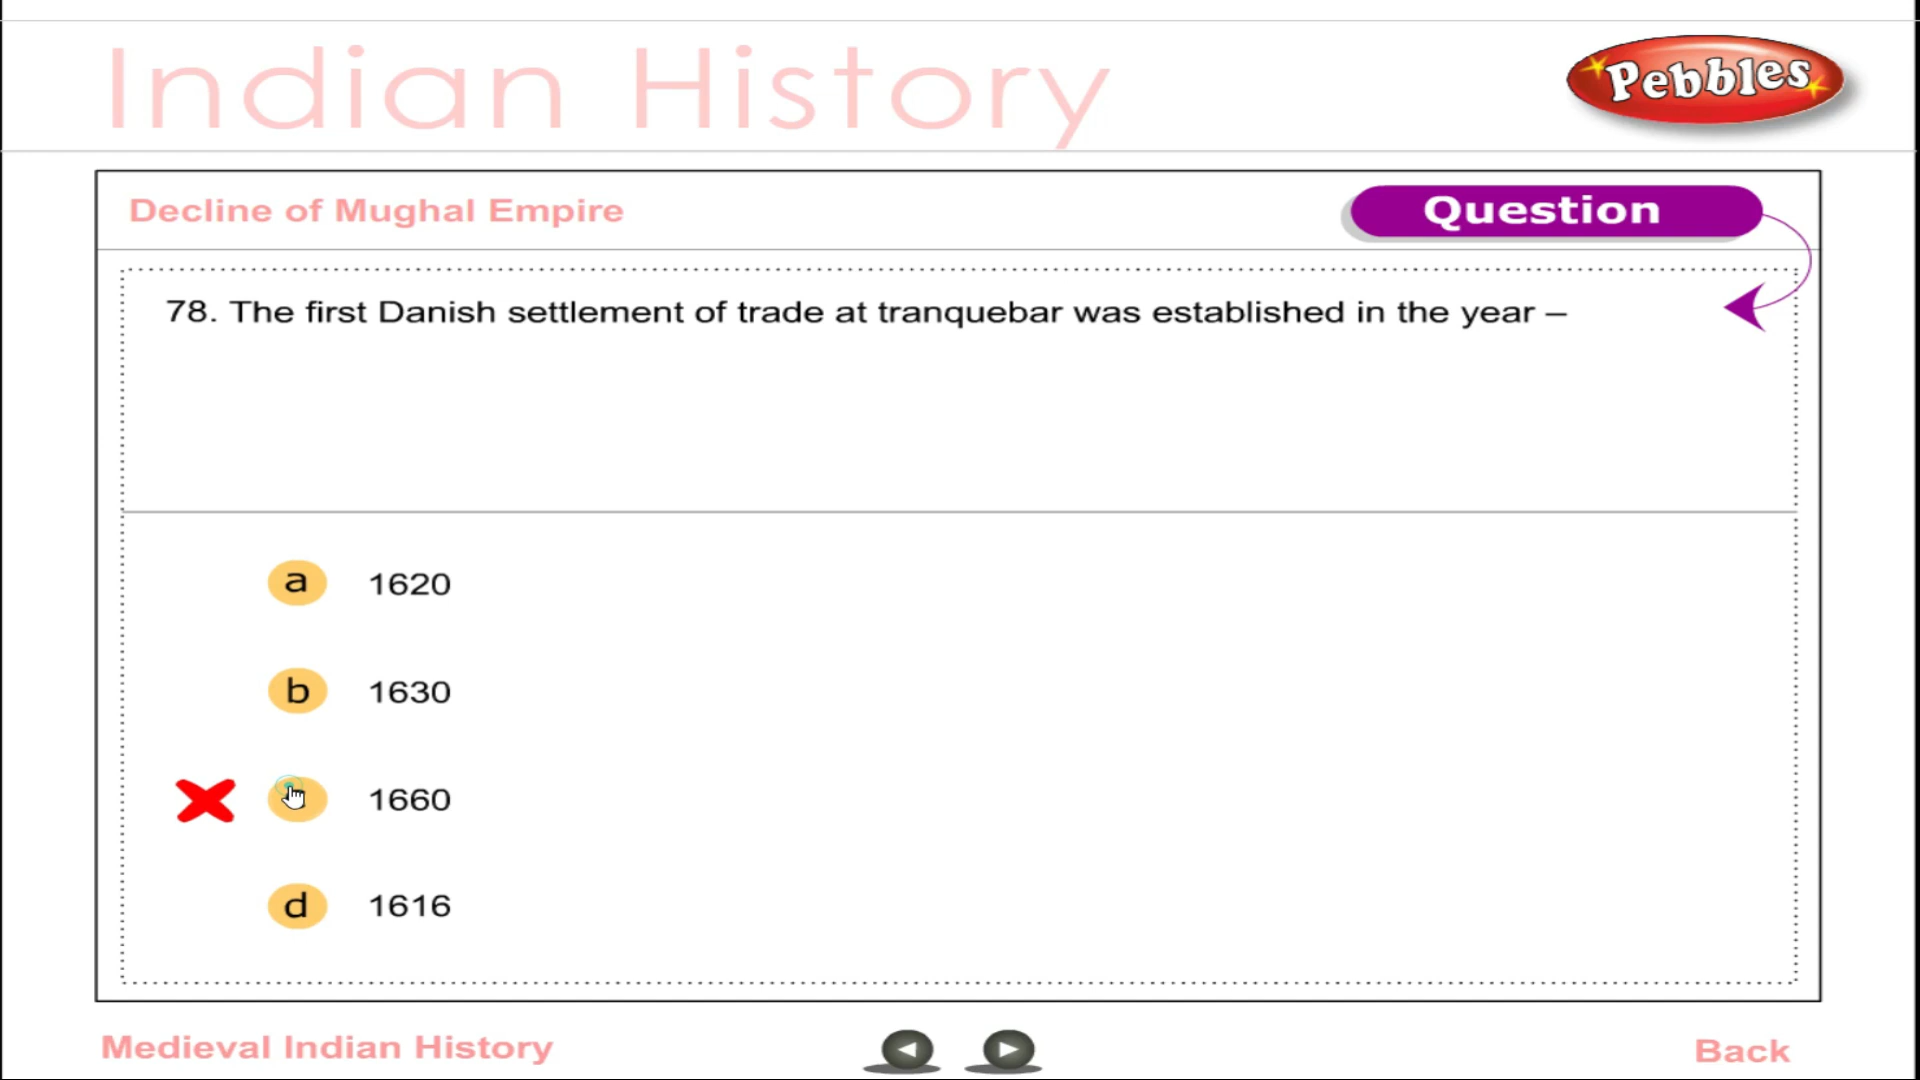 Indian History
Pebbles
Decline of Mughal Empire
Question
78. The first Danish settlement of trade at tranquebar was established in the year –
a 1620
b 1630
1660
d 1616
Medieval Indian History
Back